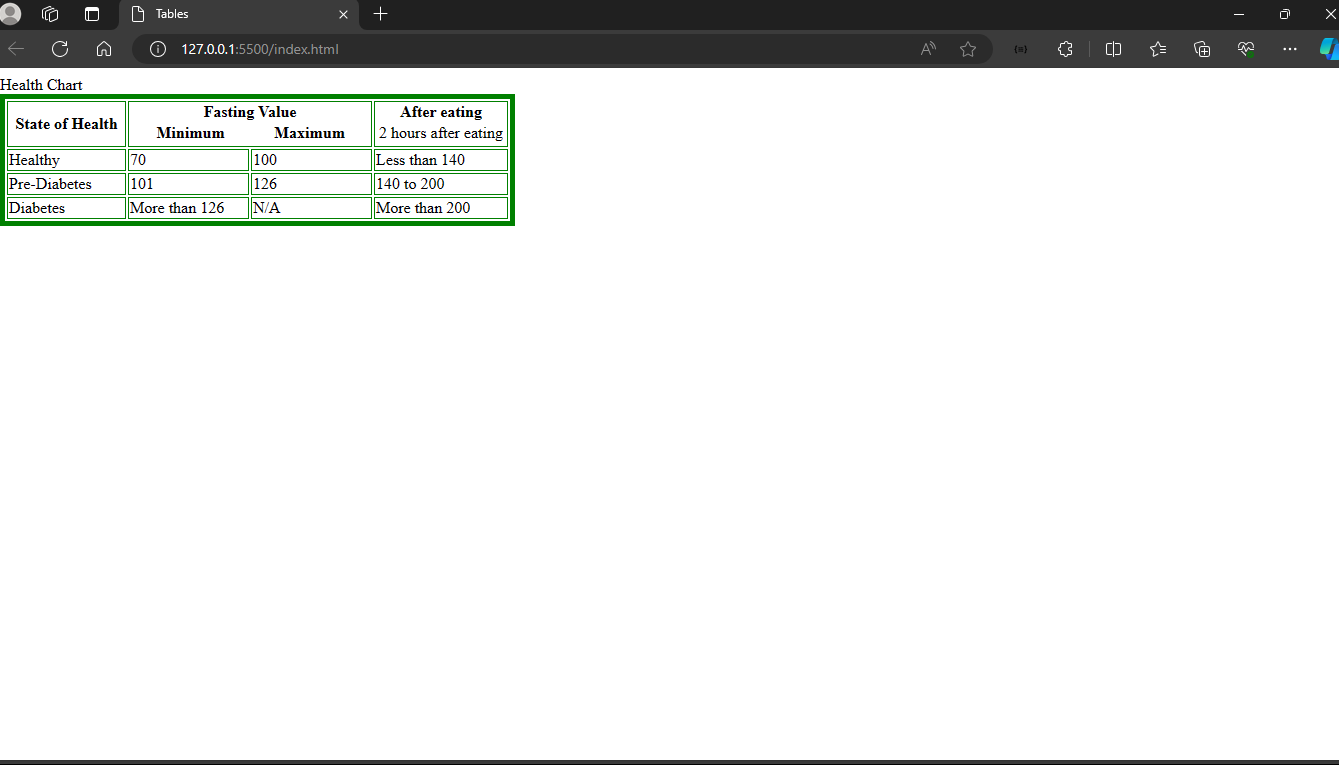 Tables
127.0.0.1:5500/index.html
Health Chart
State of Health
Fasting Value
Minimum Maximum
After eating
2 hours after eating
Healthy 70 100 Less than 140
Pre-Diabetes 101 126 140 to 200
Diabetes More than 126 N/A More than 200